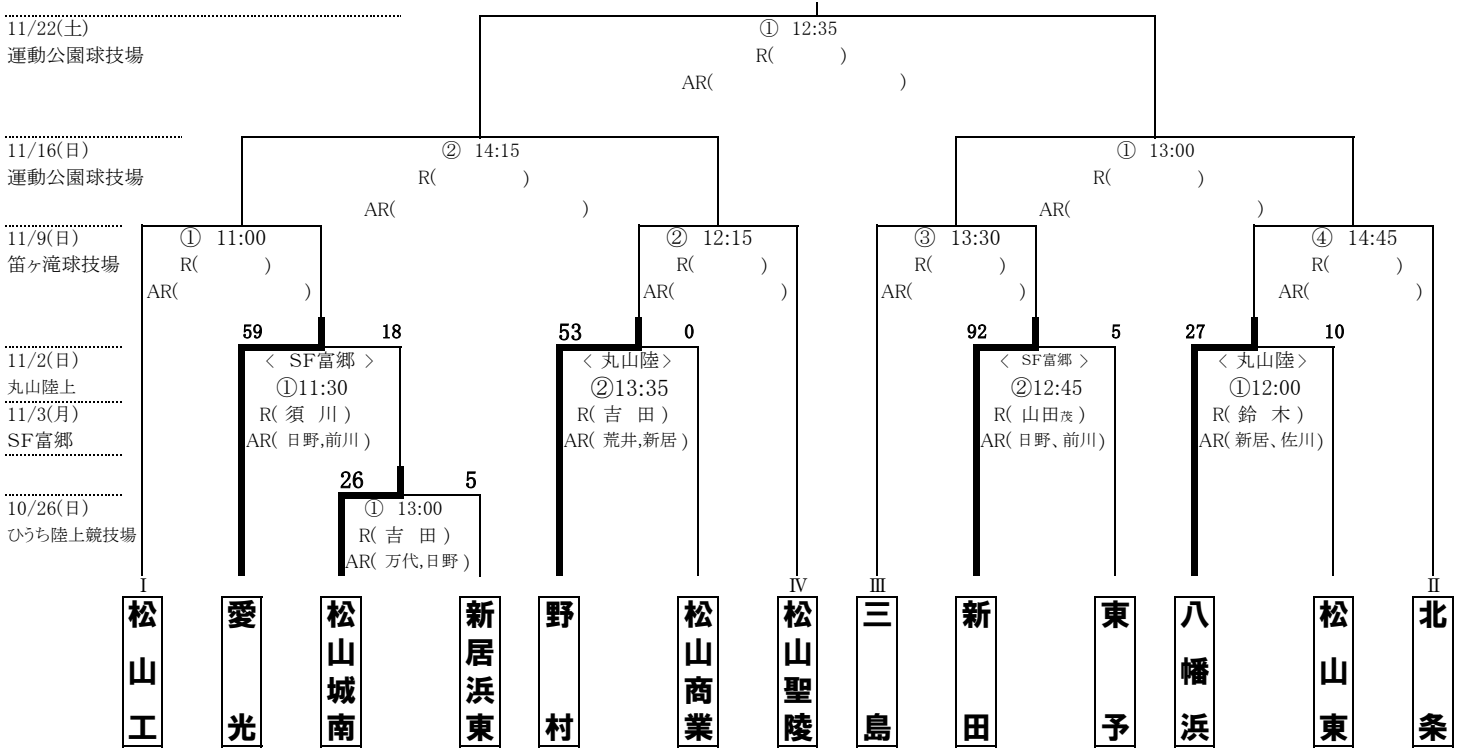 11/22(土)
運動公園球技場
① 12:35
R( )
AR( )
11/16(日)
運動公園球技場
② 14:15
R( )
AR( )
① 13:00
R( )
AR( )
11/9(日)
笛ヶ滝球技場
① 11:00
R( )
AR( )
② 12:15
R( )
AR( )
③ 13:30
R( )
AR( )
④ 14:45
R( )
AR( )
59 18
53 0
92 5
27 10
11/2(日)
丸山陸上
11/3(月)
SF富郷
< SF富郷 >
①11:30
R( 須 川 )
AR( 日野,前川 )
< 丸山陸 >
②13:35
R( 吉 田 )
AR( 荒井,新居 )
< SF富郷 >
②12:45
R( 山田茂 )
AR( 日野、前川)
< 丸山陸 >
①12:00
R( 鈴 木 )
AR( 新居、佐川)
26 5
10/26(日)
ひうち陸上競技場
① 13:00
R( 吉 田 )
AR( 万代,日野 )
Ⅰ
松山工
愛光
松山城南
新居浜東
野村
松山商業
Ⅳ
松山聖陵
Ⅲ
三島
新田
東予
八幡浜
松山東
Ⅱ
北条